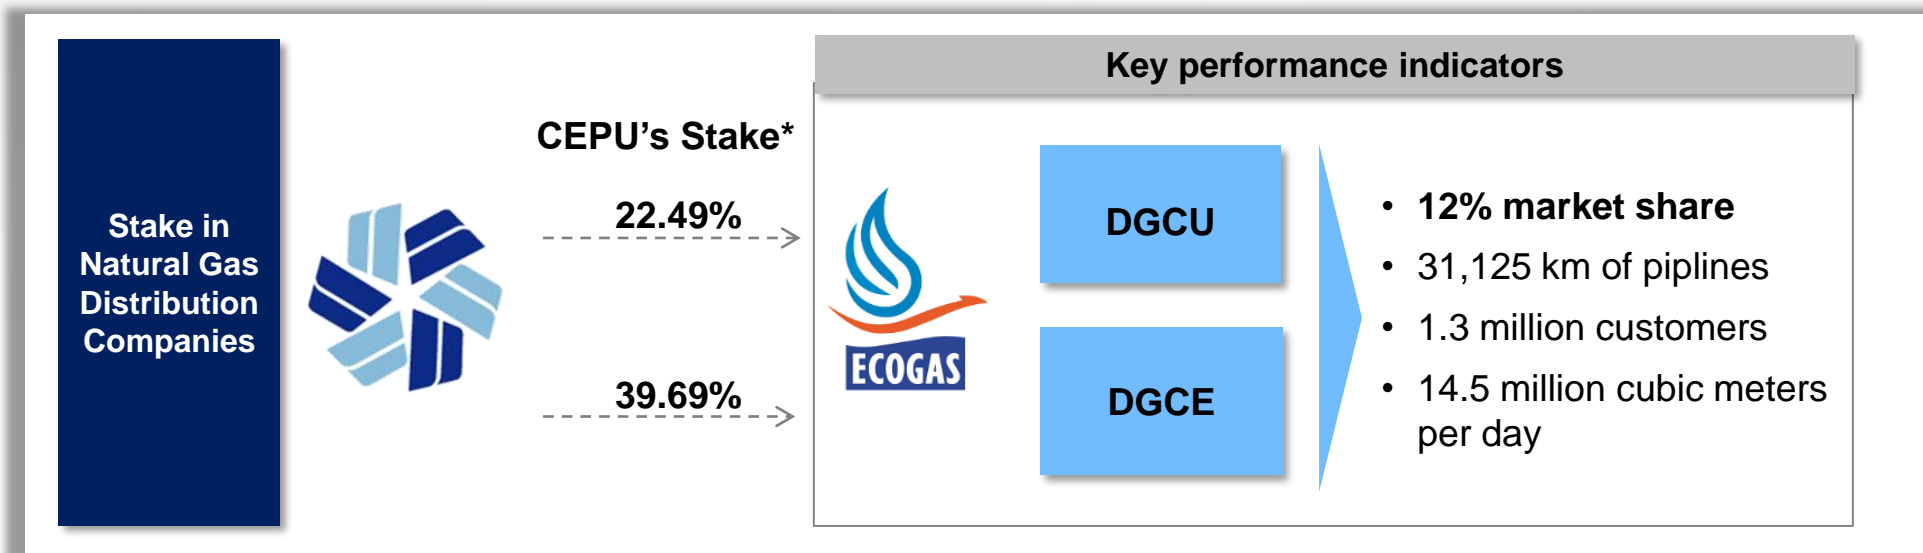 Key performance indicators
Stake in
Natural Gas
Distribution
Companies
CEPU’s Stake*
22.49%
39.69%
ECOGAS
DGCU
DGCE
• 12% market share
• 31,125 km of piplines
• 1.3 million customers
• 14.5 million cubic meters
per day